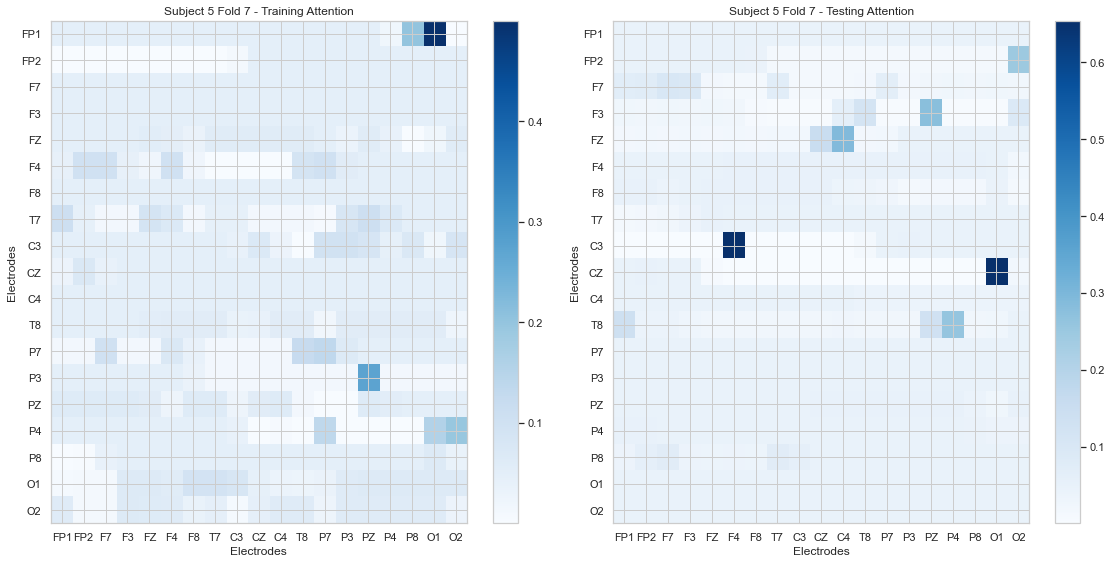 Subject 5 Fold 7 - Training Attention
FP1
FP2
F7
F3
FZ
F4
F8
T7
C3
CZ
C4
T8
P7
P3
PZ
P4
P8
O1
O2
Electrodes
FP1 FP2 F7 F3 FZ F4 F8 T7 C3 CZ C4 T8 P7 P3 PZ P4 P8 O1 O2
Electrodes
0.4
0.3
0.2
0.1
Subject 5 Fold 7 - Testing Attention
FP1
FP2
F7
F3
FZ
F4
F8
T7
C3
CZ
C4
T8
P7
P3
PZ
P4
P8
O1
O2
Electrodes
FP1 FP2 F7 F3 FZ F4 F8 T7 C3 CZ C4 T8 P7 P3 PZ P4 P8 O1 O2
Electrodes
0.6
0.5
0.4
0.3
0.2
0.1